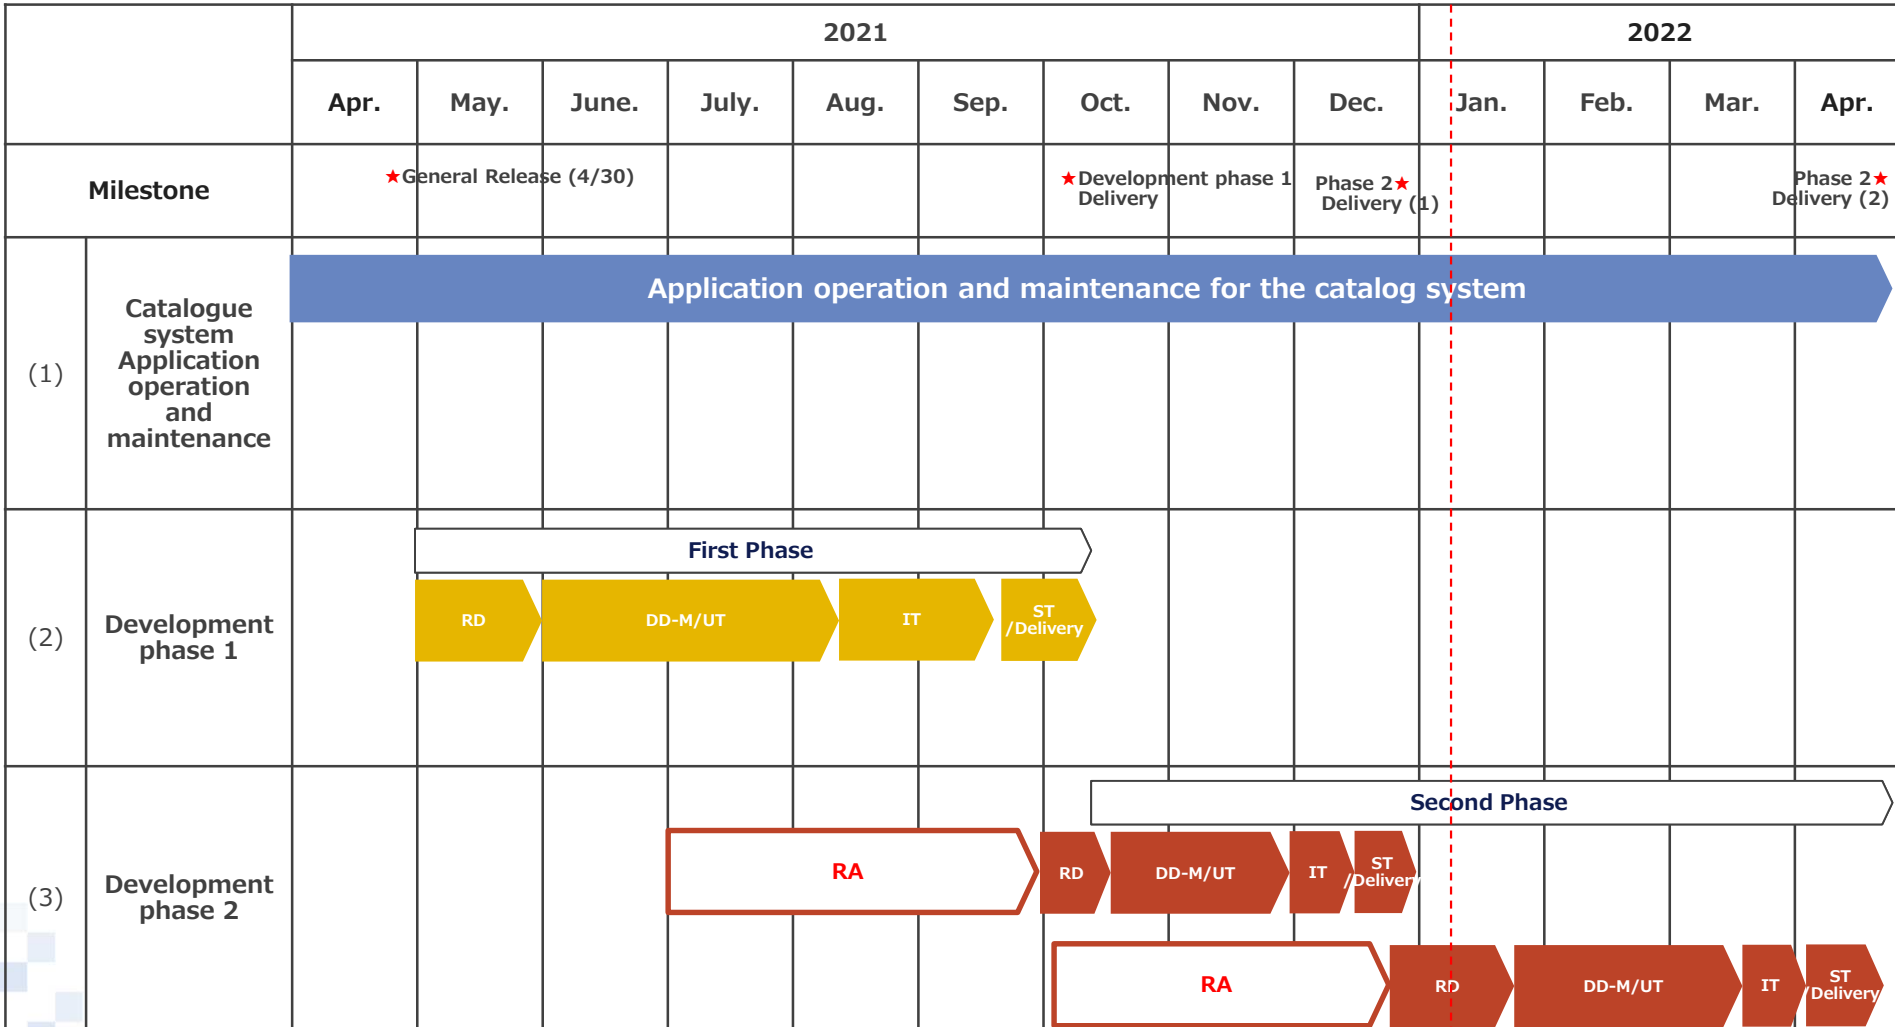 2021
2022
Apr.
May.
June.
July.
Aug.
Sep.
Oct.
Nov.
Dec.
Jan.
Feb.
Mar.
Apr.
Milestone
★General Release (4/30)
★Development phase 1
Delivery
Phase 2★
Delivery (1)
Phase 2★
Delivery (2)
(1)
Catalogue
system
Application
operation
and
maintenance
Application operation and maintenance for the catalog system
(2)
Development
phase 1
First Phase
RD
DD-M/UT
IT
ST
/Delivery
(3)
Development
phase 2
Second Phase
RA
RD
DD-M/UT
IT
ST
/Delivery
RA
RD
DD-M/UT
IT
ST
/Delivery